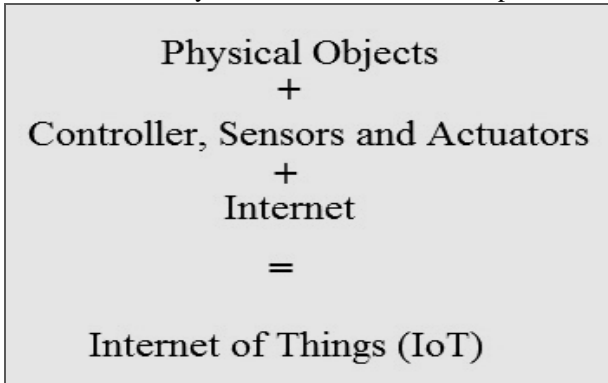 Physical Objects
+
Controller, Sensors and Actuators
+
Internet
=
Internet of Things (IoT)